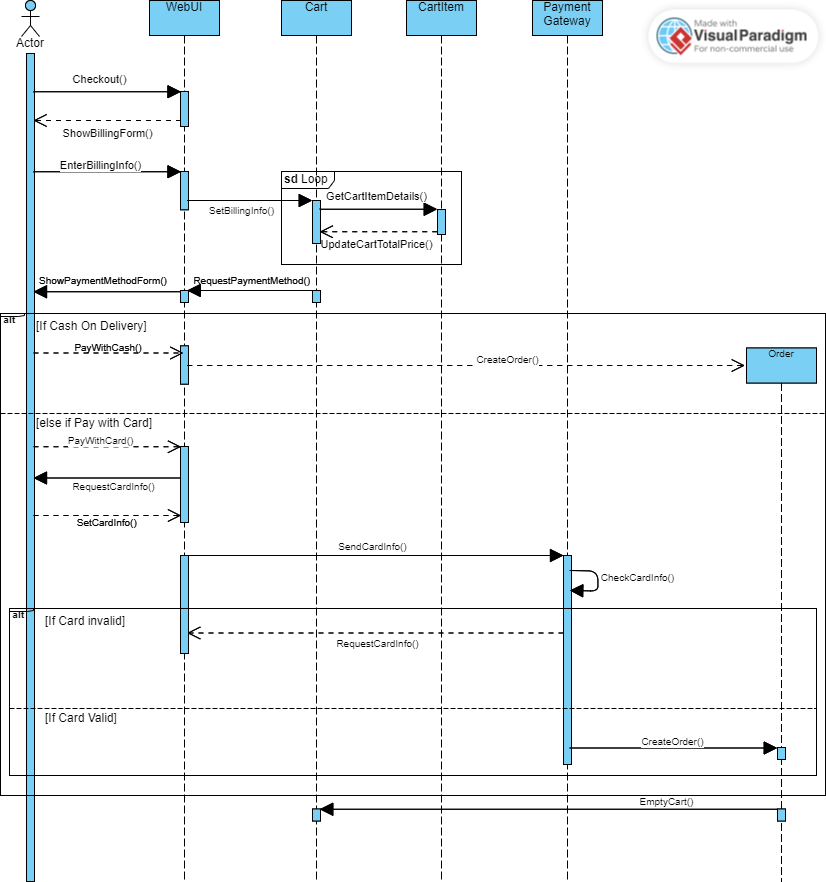 WebUI
Cart
CartItem
Payment
Gateway
Made with
VisualParadigm
For non-commercial use
Actor
Checkout()
ShowBillingForm()
EnterBillingInfo()
sd Loop
GetCartItemDetails()
SetBillingInfo()
UpdateCartTotalPrice()
ShowPaymentMethodForm()
RequestPaymentMethod()
alt
[If Cash On Delivery]
PayWithCash()
CreateOrder()
Order
[else if Pay with Card]
PayWithCard()
RequestCardInfo()
SetCardInfo()
SendCardInfo()
CheckCardInfo()
alt
[If Card invalid]
RequestCardInfo()
[If Card Valid]
CreateOrder()
EmptyCart()